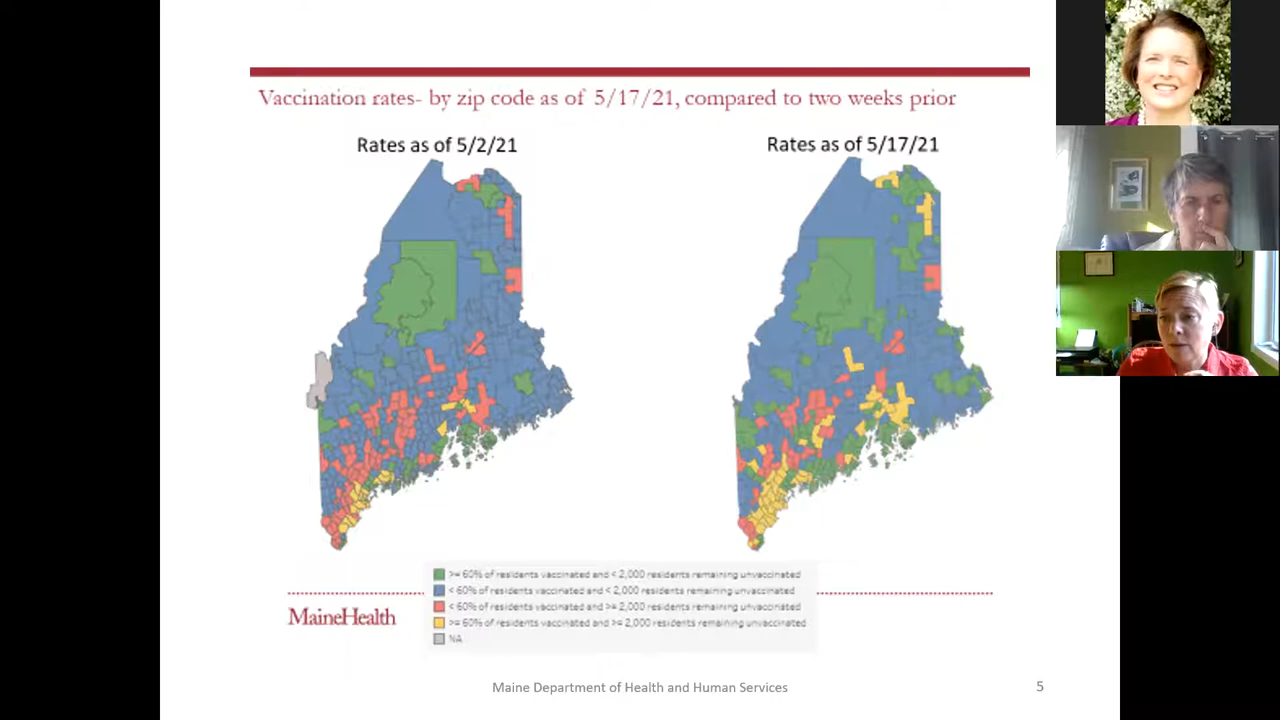 Vaccination rates- by zip code as of 5/17/21, compared to two weeks prior
Rates as of 5/2/21
Rates as of 5/17/21
>= 60% of residents vaccinated and < 2,000 residents remaining unvaccinated
< 60% of residents vaccinated and < 2,000 residents remaining unvaccinated
< 60% of residents vaccinated and >= 2,000 residents remaining unvaccinated
>= 60% of residents vaccinated and >= 2,000 residents remaining unvaccinated
NA
MaineHealth
Maine Department of Health and Human Services
5